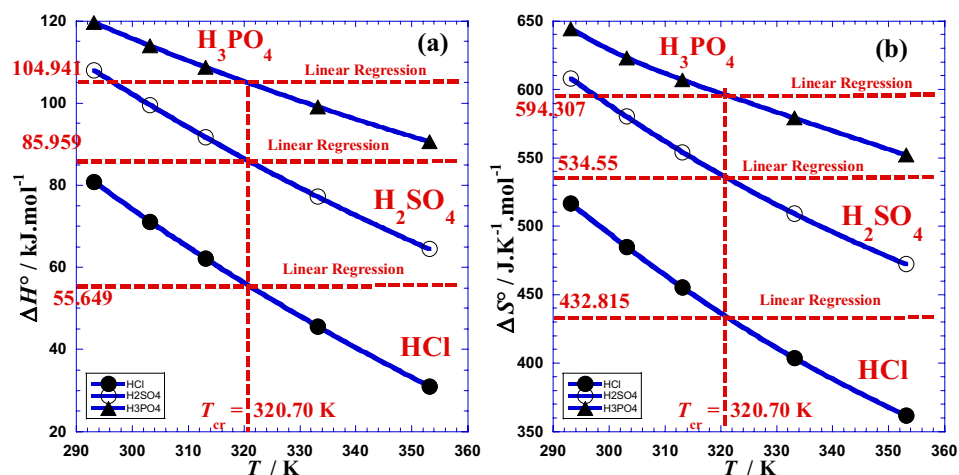 (a)
H3PO4
Linear Regression
104.941
Linear Regression
85.959
H2SO4
Linear Regression
55.649
HCl
HCl
H2SO4
H3PO4
Tcr = 320.70 K
120
100
80
60
40
20
290 300 310 320 330 340 350 360
ΔH° / kJ.mol-1
T / K
(b)
H3PO4
Linear Regression
594.307
Linear Regression
534.55
H2SO4
Linear Regression
432.815
HCl
HCl
H2SO4
H3PO4
Tcr = 320.70 K
650
600
550
500
450
400
350
290 300 310 320 330 340 350 360
ΔS° / J.K-1.mol-1
T / K